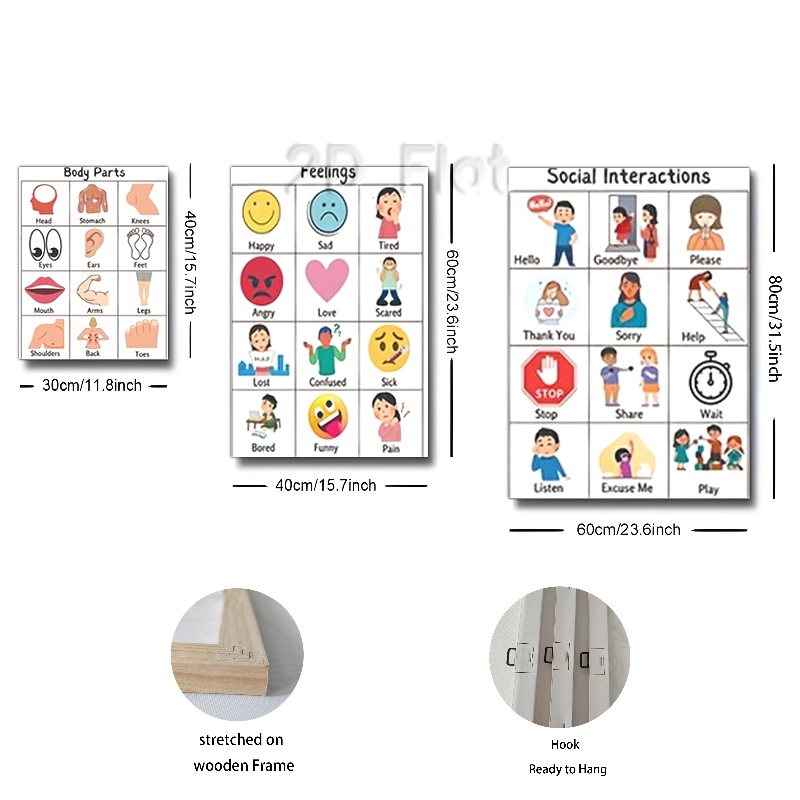 2D Flat
Body Parts
Head Stomach Knees
Eyes Ears Feet
Mouth Arms Legs
Shoulders Back Toes
40cm/15.7inch
30cm/11.8inch
Feelings
Happy Sad Tired
Angry Love Scared
MAP
Lost Confused Sick
Bored Funny Pain
60cm/23.6inch
40cm/15.7inch
Social Interactions
Hello!
Hello Goodbye Please
Thank You Sorry Help
STOP
Stop Share Wait
Listen Excuse Me Play
80cm/31.5inch
60cm/23.6inch
stretched on
wooden Frame
Hook
Ready to Hang